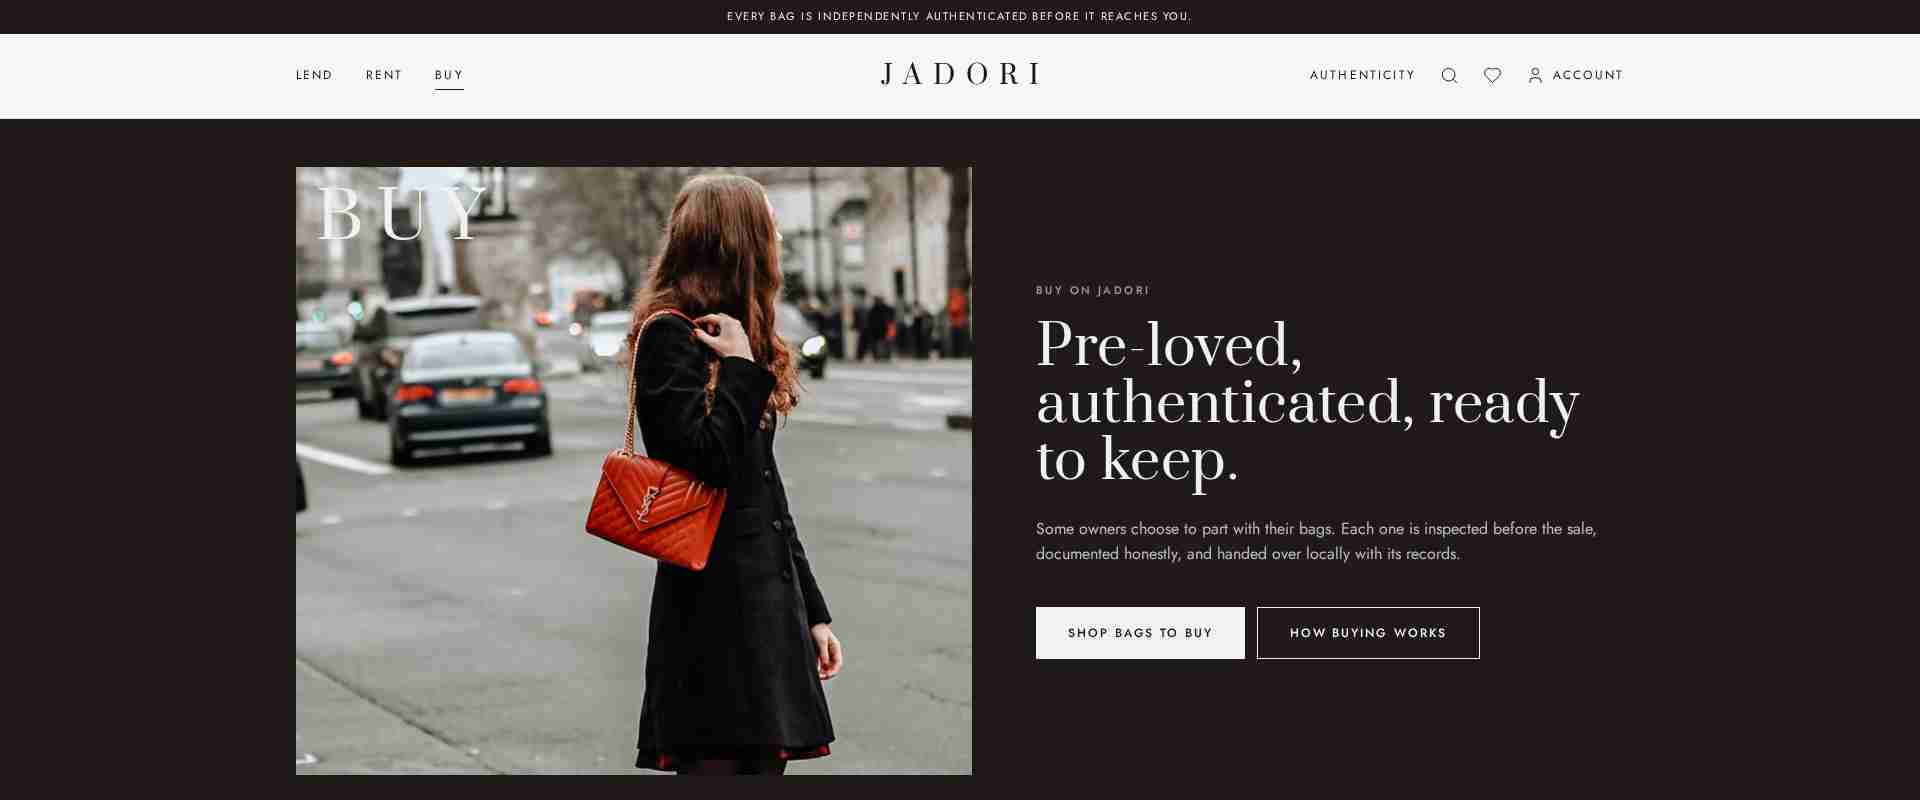 EVERY BAG IS INDEPENDENTLY AUTHENTICATED BEFORE IT REACHES YOU.
LEND RENT BUY JADORI AUTHENTICITY ACCOUNT
BUY
BUY ON JADORI
Pre-loved,
authenticated, ready
to keep.
Some owners choose to part with their bags. Each one is inspected before the sale,
documented honestly, and handed over locally with its records.
SHOP BAGS TO BUY HOW BUYING WORKS